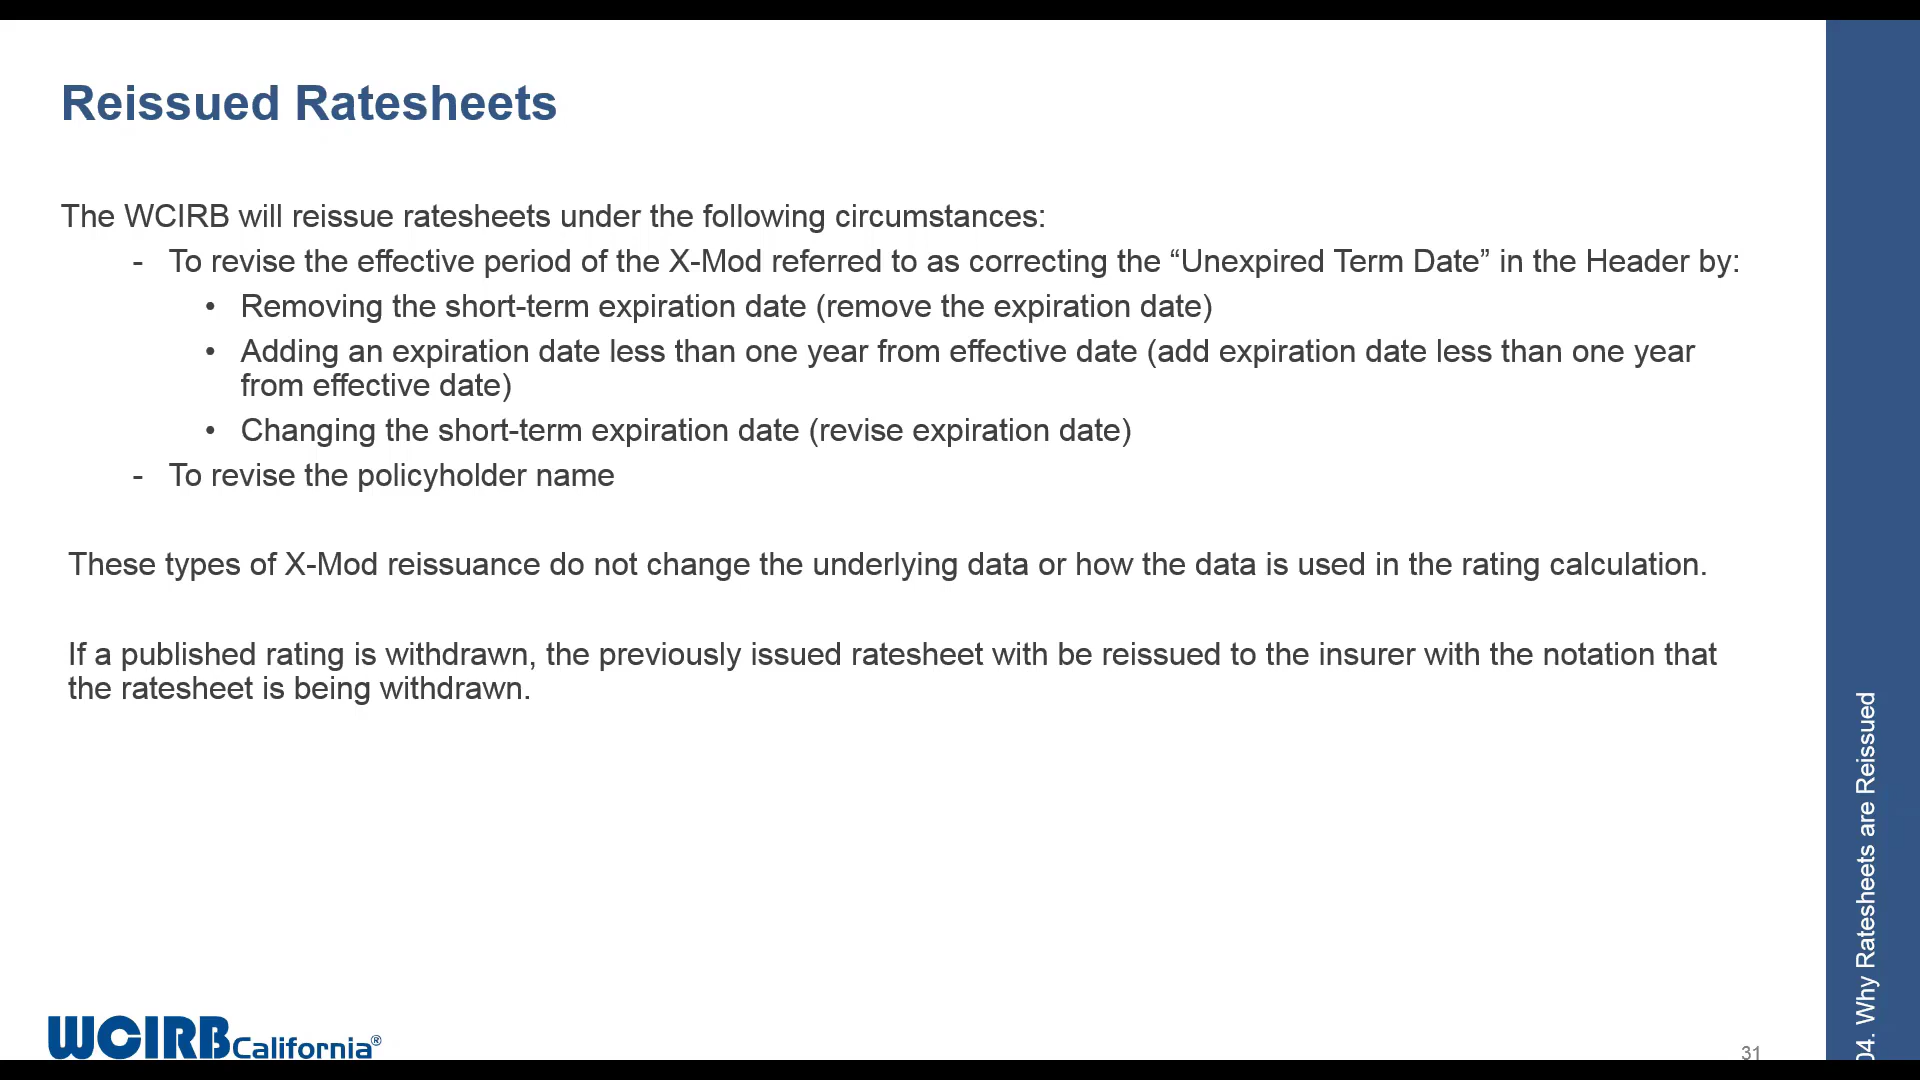 Reissued Ratesheets
The WCIRB will reissue ratesheets under the following circumstances:
- To revise the effective period of the X-Mod referred to as correcting the “Unexpired Term Date” in the Header by:
• Removing the short-term expiration date (remove the expiration date)
• Adding an expiration date less than one year from effective date (add expiration date less than one year
from effective date)
• Changing the short-term expiration date (revise expiration date)
- To revise the policyholder name
These types of X-Mod reissuance do not change the underlying data or how the data is used in the rating calculation.
If a published rating is withdrawn, the previously issued ratesheet with be reissued to the insurer with the notation that
the ratesheet is being withdrawn.
04. Why Ratesheets are Reissued
WCIRB California®
31